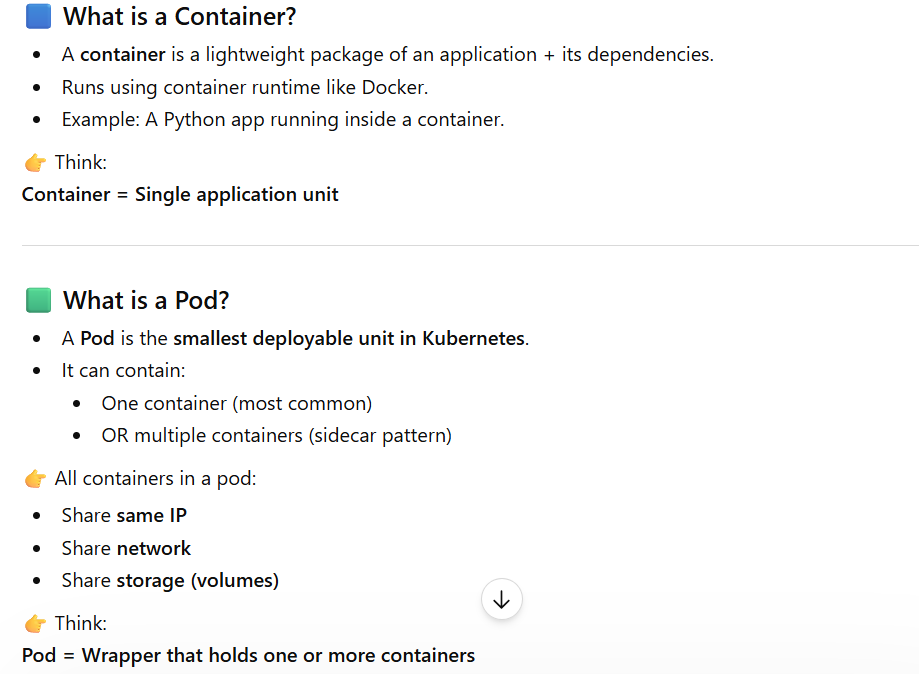 What is a Container?
A container is a lightweight package of an application + its dependencies.
Runs using container runtime like Docker.
Example: A Python app running inside a container.
Think:
Container = Single application unit
What is a Pod?
A Pod is the smallest deployable unit in Kubernetes.
It can contain:
One container (most common)
OR multiple containers (sidecar pattern)
All containers in a pod:
Share same IP
Share network
Share storage (volumes)
Think:
Pod = Wrapper that holds one or more containers